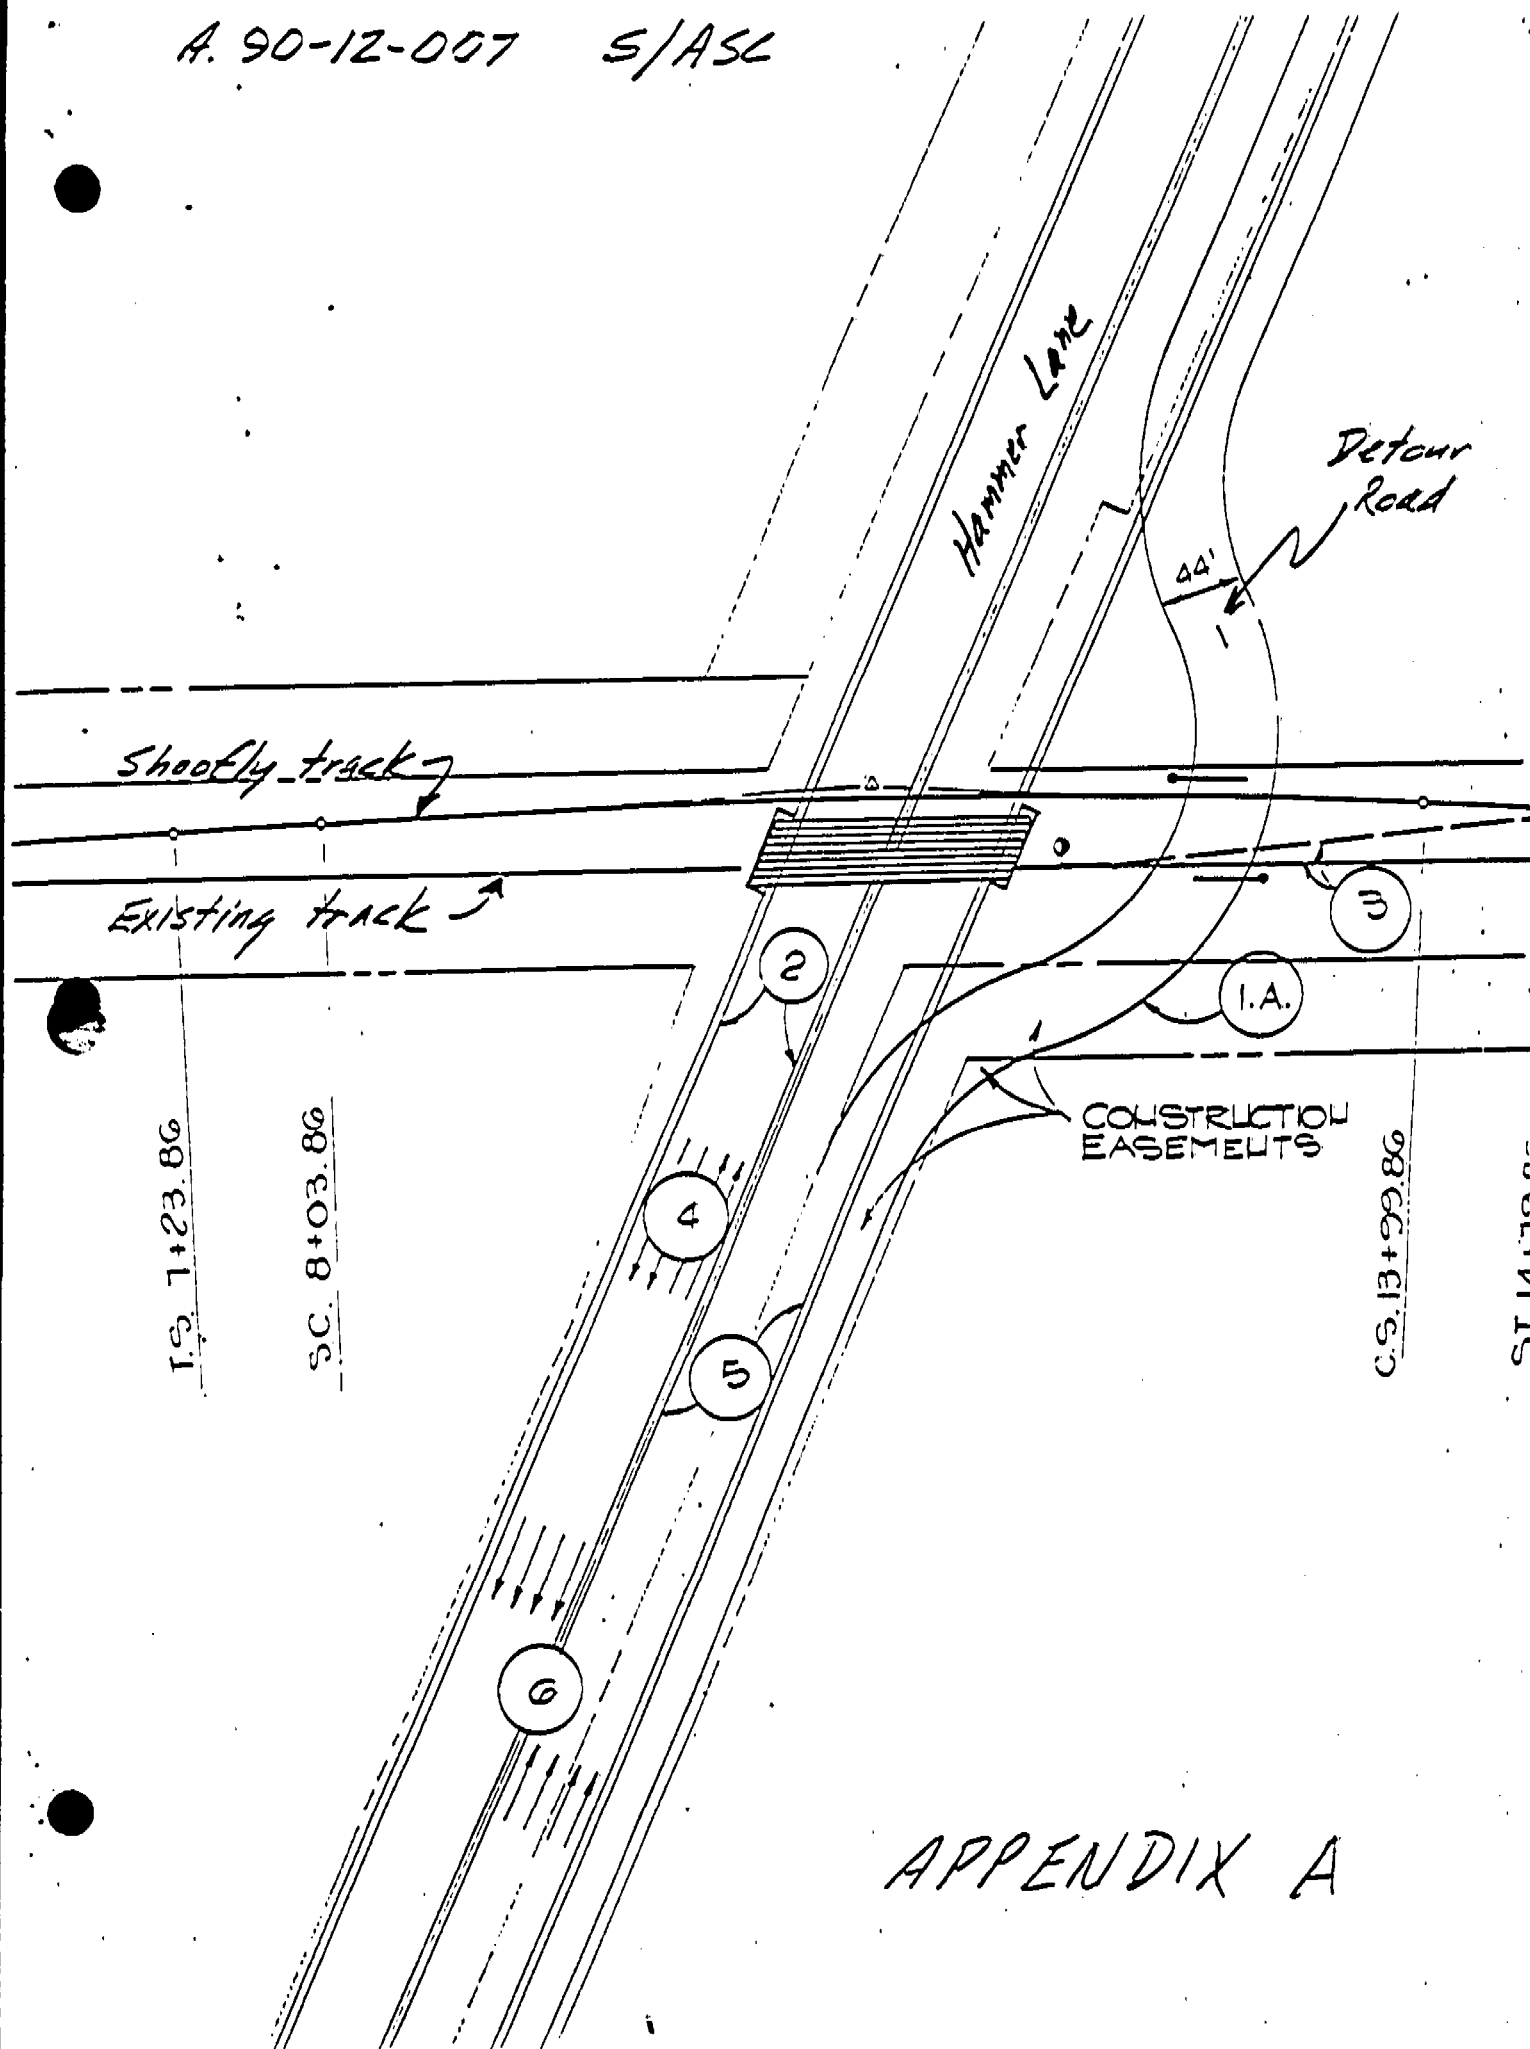 A. 90-12-007 S/ASC
Hammer Lane
Detour
Road
44'
Shoofly track
Existing track
3
2
1.A.
CONSTRUCTION
EASEMENTS
T.S. 7+23.86
S.C. 8+03.86
C.S. 13+99.86
4
5
6
APPENDIX A